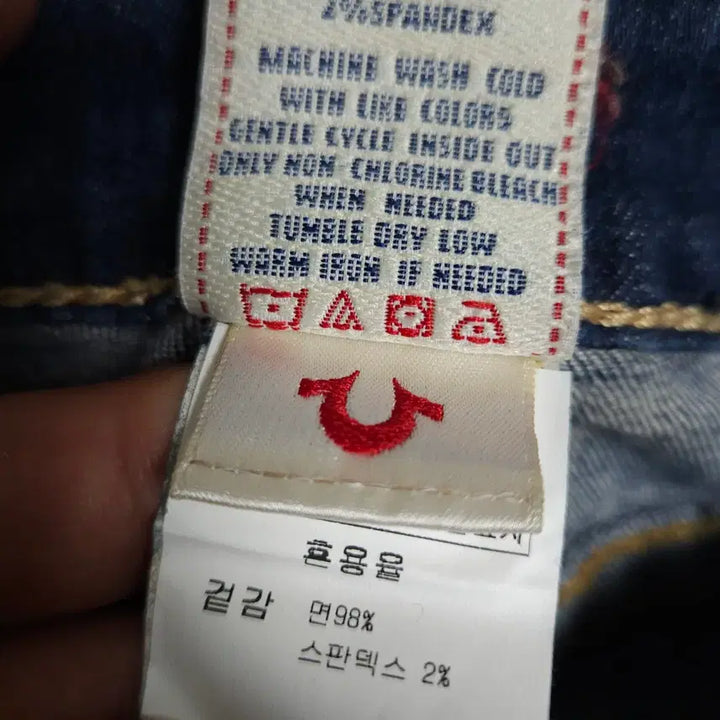 2% SPANDEX
MACHINE WASH COLD
WITH LIKE COLORS
GENTLE CYCLE INSIDE OUT
ONLY NON CHLORINE BLEACH
WHEN NEEDED
TUMBLE DRY LOW
WARM IRON IF NEEDED
혼용율
겉감 면98%
스판덱스 2%